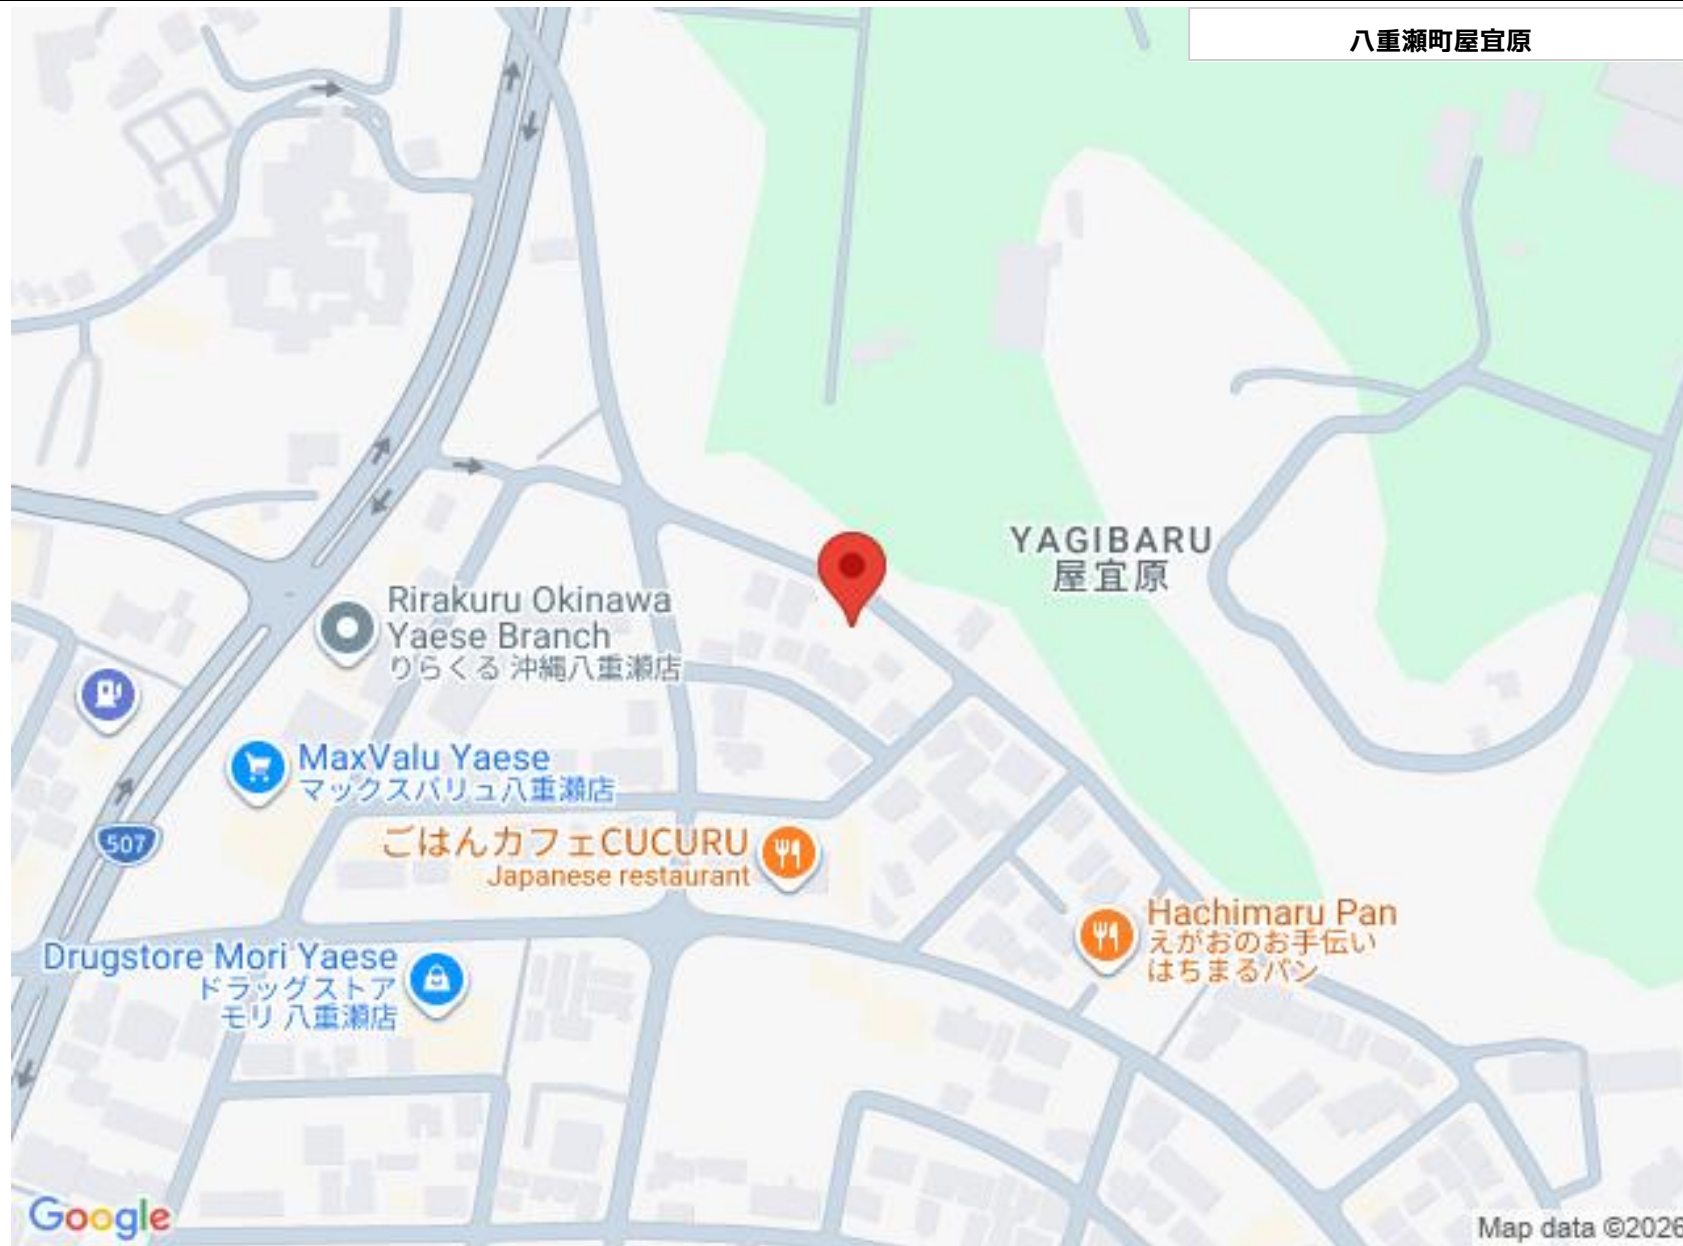 八重瀬町屋宜原
YAGIBARU
屋宜原
Rirakuru Okinawa
Yaese Branch
りらくる 沖縄八重瀬店
MaxValu Yaese
マックスバリュ八重瀬店
507
ごはんカフェCUCURU
Japanese restaurant
Hachimaru Pan
えがおのお手伝い
はちまるパン
Drugstore Mori Yaese
ドラッグストア
モリ 八重瀬店
Google
Map data ©2026